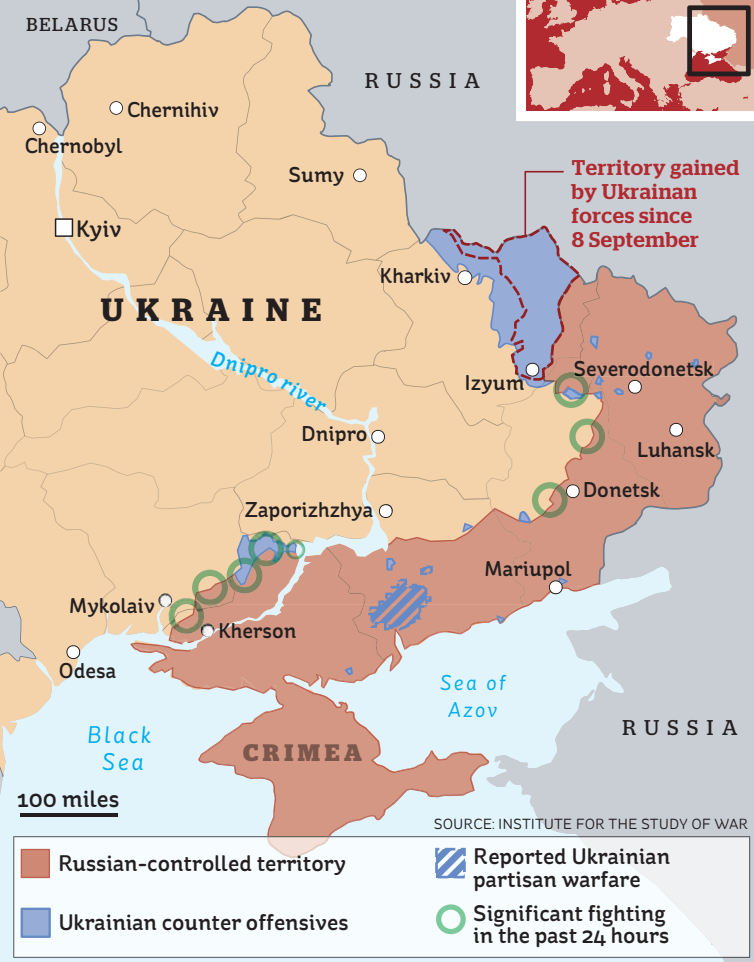 BELARUS
RUSSIA
Chernihiv
Chernobyl
Sumy
Territory gained
by Ukrainan
forces since
8 September
Kyiv
Kharkiv
UKRAINE
Dnipro river
Izyum
Severodonetsk
Dnipro
Luhansk
Donetsk
Zaporizhzhya
Mariupol
Mykolaiv
Kherson
Odesa
Sea of
Azov
Black
Sea
RUSSIA
CRIMEA
100 miles
SOURCE: INSTITUTE FOR THE STUDY OF WAR
Russian-controlled territory
Reported Ukrainian
partisan warfare
Ukrainian counter offensives
Significant fighting
in the past 24 hours